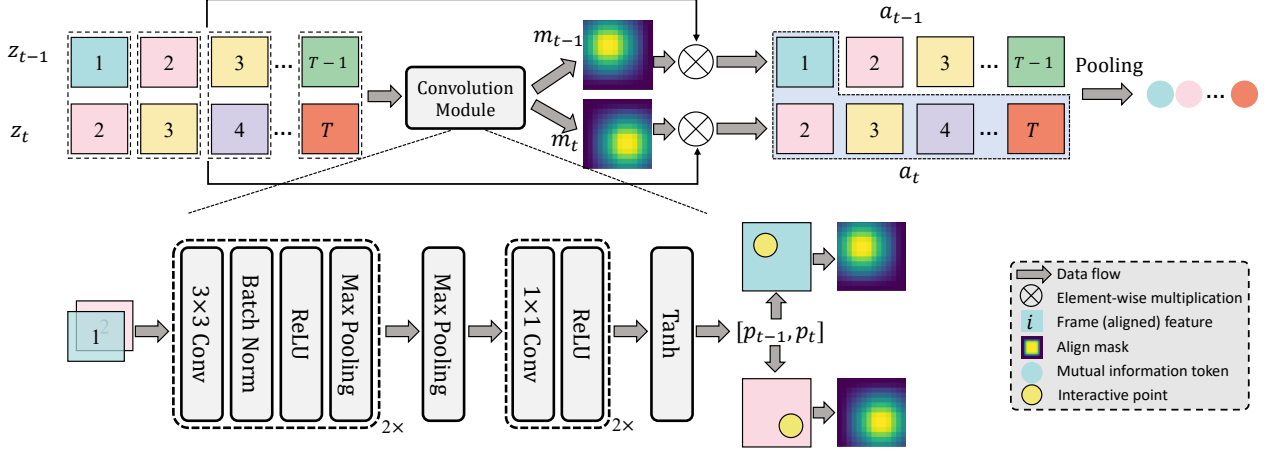 z_{t-1} 1 2 3 ... T − 1
z_t 2 3 4 ... T
Convolution
Module
m_{t-1}
m_t
a_{t-1}
1 2 3 ... T−1
2 3 4 ... T
a_t
Pooling
...
1 2
3×3 Conv
Batch Norm
ReLU
Max Pooling
2×
Max Pooling
1×1 Conv
ReLU
2×
Tanh
[p_{t-1}, p_t]
Data flow
Element-wise multiplication
i Frame (aligned) feature
Align mask
Mutual information token
Interactive point